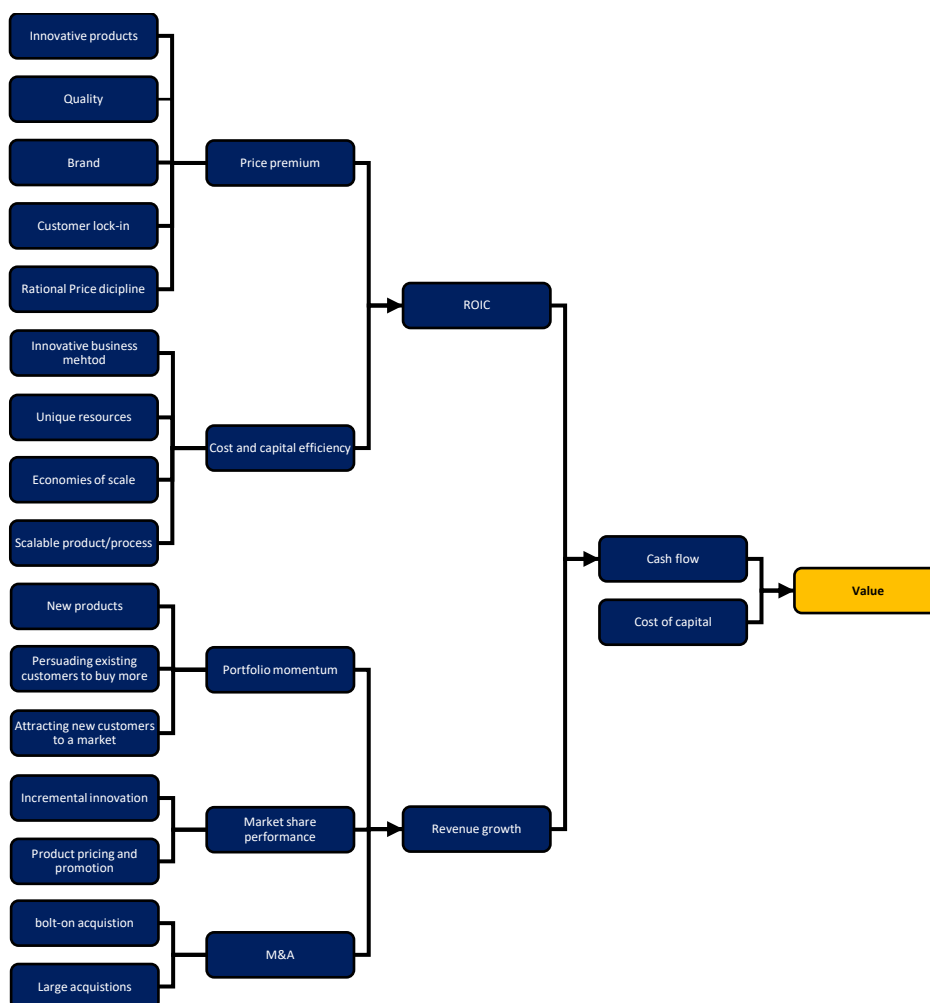 Innovative products
Quality
Brand
Customer lock-in
Rational Price dicipline
Innovative business
mehtod
Unique resources
Economies of scale
Scalable product/process
New products
Persuading existing
customers to buy more
Attracting new customers
to a market
Incremental innovation
Product pricing and
promotion
bolt-on acquistion
Large acquistions
Price premium
Cost and capital efficiency
Portfolio momentum
Market share
performance
M&A
ROIC
Revenue growth
Cash flow
Cost of capital
Value